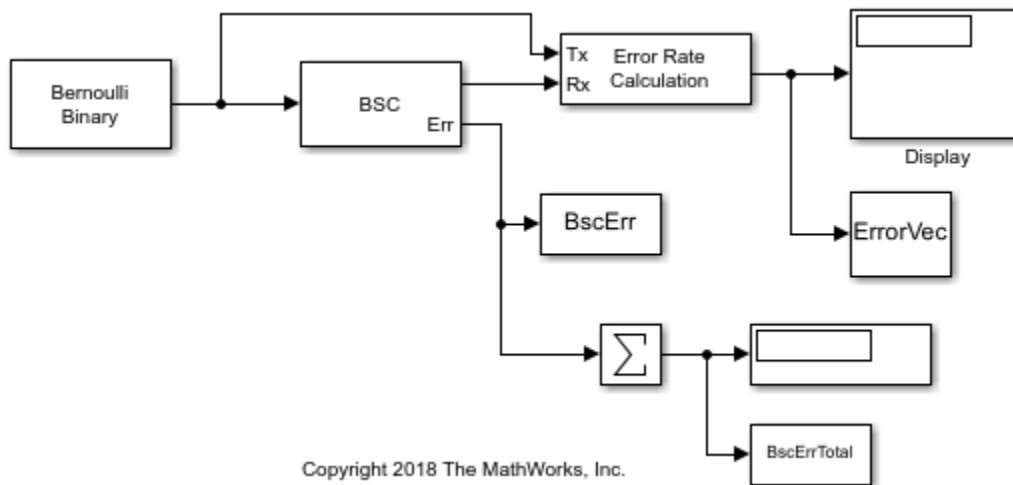 Bernoulli
Binary
BSC
Err
Tx
Rx
Error Rate
Calculation
Display
BscErr
ErrorVec
Σ
BscErrTotal
Copyright 2018 The MathWorks, Inc.